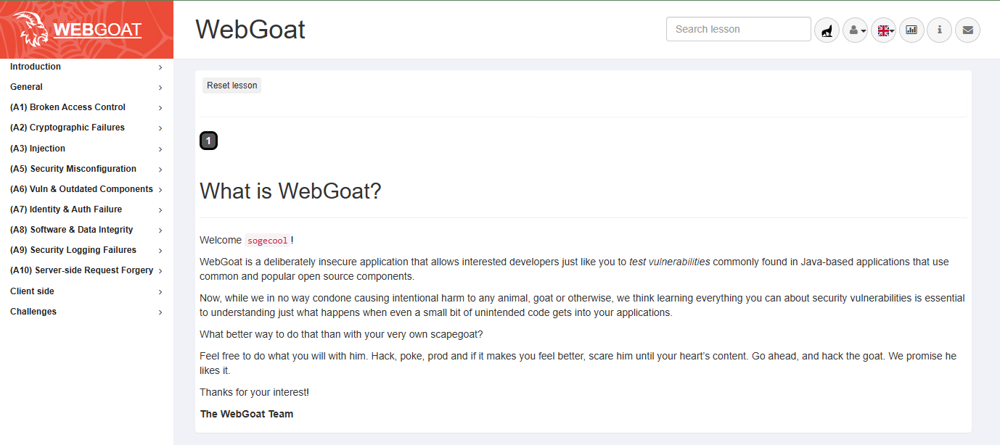 WEBGOAT
WebGoat
Search lesson
Introduction
General
(A1) Broken Access Control
(A2) Cryptographic Failures
(A3) Injection
(A5) Security Misconfiguration
(A6) Vuln & Outdated Components
(A7) Identity & Auth Failure
(A8) Software & Data Integrity
(A9) Security Logging Failures
(A10) Server-side Request Forgery
Client side
Challenges
Reset lesson
1
What is WebGoat?
Welcome sogecool!
WebGoat is a deliberately insecure application that allows interested developers just like you to test vulnerabilities commonly found in Java-based applications that use
common and popular open source components.
Now, while we in no way condone causing intentional harm to any animal, goat or otherwise, we think learning everything you can about security vulnerabilities is essential
to understanding just what happens when even a small bit of unintended code gets into your applications.
What better way to do that than with your very own scapegoat?
Feel free to do what you will with him. Hack, poke, prod and if it makes you feel better, scare him until your heart’s content. Go ahead, and hack the goat. We promise he
likes it.
Thanks for your interest!
The WebGoat Team